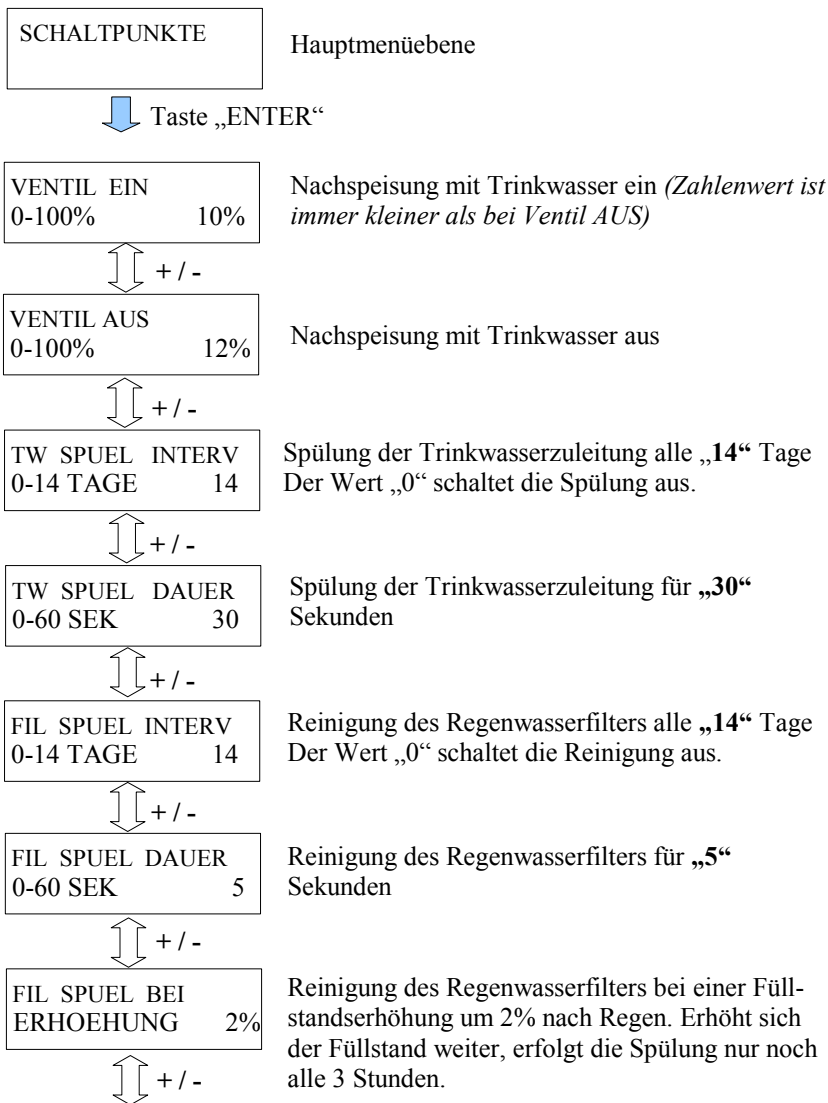 SCHALTPUNKTE
Hauptmenüebene
Taste „ENTER“
VENTIL EIN
0-100% 10%
Nachspeisung mit Trinkwasser ein (Zahlenwert ist
immer kleiner als bei Ventil AUS)
+ / -
VENTIL AUS
0-100% 12%
Nachspeisung mit Trinkwasser aus
+ / -
TW SPUEL INTERV
0-14 TAGE 14
Spülung der Trinkwasserzuleitung alle „14“ Tage
Der Wert „0“ schaltet die Spülung aus.
+ / -
TW SPUEL DAUER
0-60 SEK 30
Spülung der Trinkwasserzuleitung für „30“
Sekunden
+ / -
FIL SPUEL INTERV
0-14 TAGE 14
Reinigung des Regenwasserfilters alle „14“ Tage
Der Wert „0“ schaltet die Reinigung aus.
+ / -
FIL SPUEL DAUER
0-60 SEK 5
Reinigung des Regenwasserfilters für „5“
Sekunden
+ / -
FIL SPUEL BEI
ERHOEHUNG 2%
Reinigung des Regenwasserfilters bei einer Füll-
standserhöhung um 2% nach Regen. Erhöht sich
der Füllstand weiter, erfolgt die Spülung nur noch
alle 3 Stunden.
+ / -